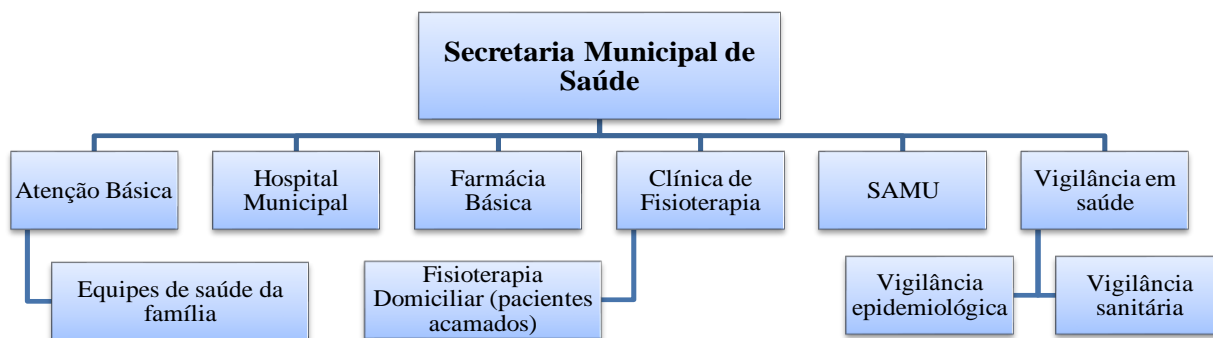 Secretaria Municipal de
Saúde
Atenção Básica
Hospital
Municipal
Farmácia
Básica
Clínica de
Fisioterapia
SAMU
Vigilância em
saúde
Equipes de saúde da
família
Fisioterapia
Domiciliar (pacientes
acamados)
Vigilância
epidemiológica
Vigilância
sanitária